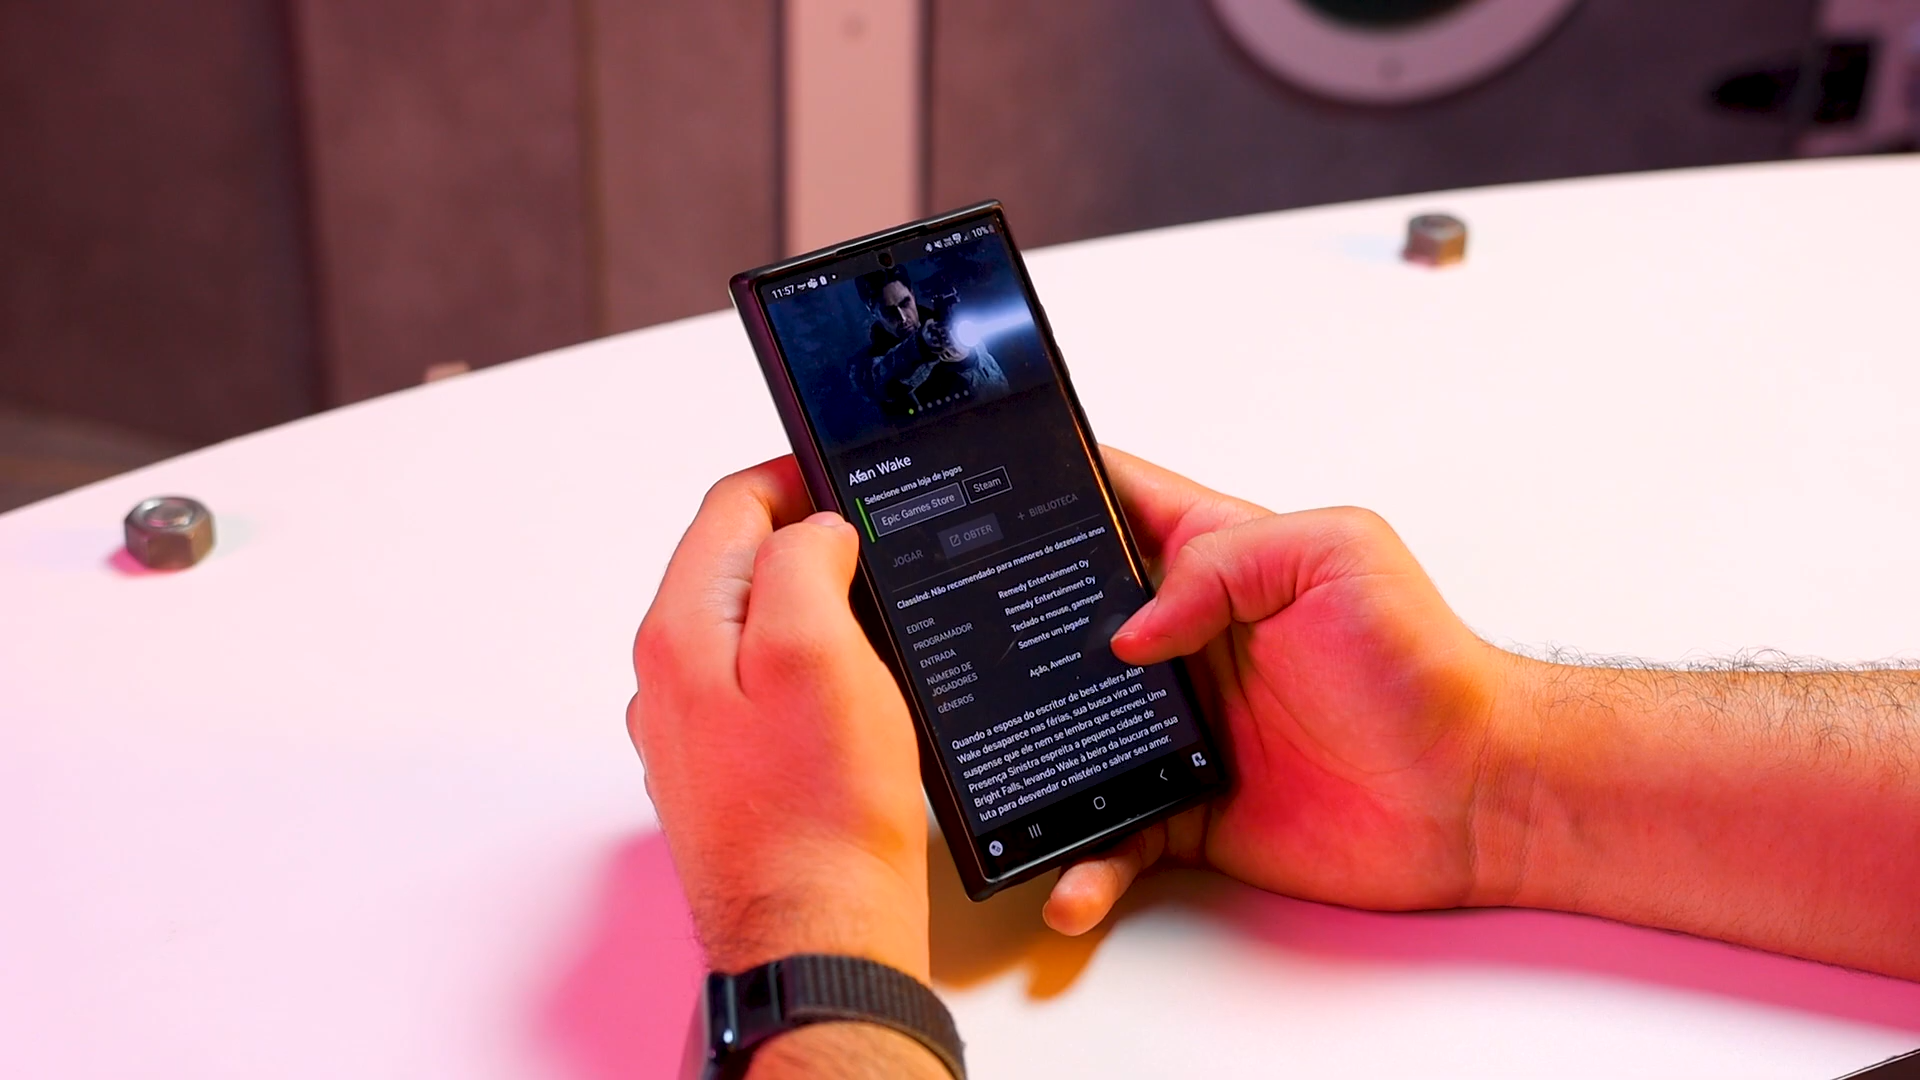 11:57
10%
Alan Wake
Selecione uma loja de jogos
Epic Games Store
Steam
JOGAR
OBTER
+ BIBLIOTECA
ClassInd: Não recomendado para menores de dezesseis anos
EDITOR
Remedy Entertainment Oy
PROGRAMADOR
Remedy Entertainment Oy
ENTRADA
Teclado e mouse, gamepad
NÚMERO DE
JOGADORES
Somente um jogador
GÊNEROS
Ação, Aventura
Quando a esposa do escritor de best sellers Alan
Wake desaparece nas férias, sua busca vira um
suspense que ele nem se lembra que escreveu. Uma
Presença Sinistra espreita a pequena cidade de
Bright Falls, levando Wake à beira da loucura em sua
luta para desvendar o mistério e salvar seu amor.